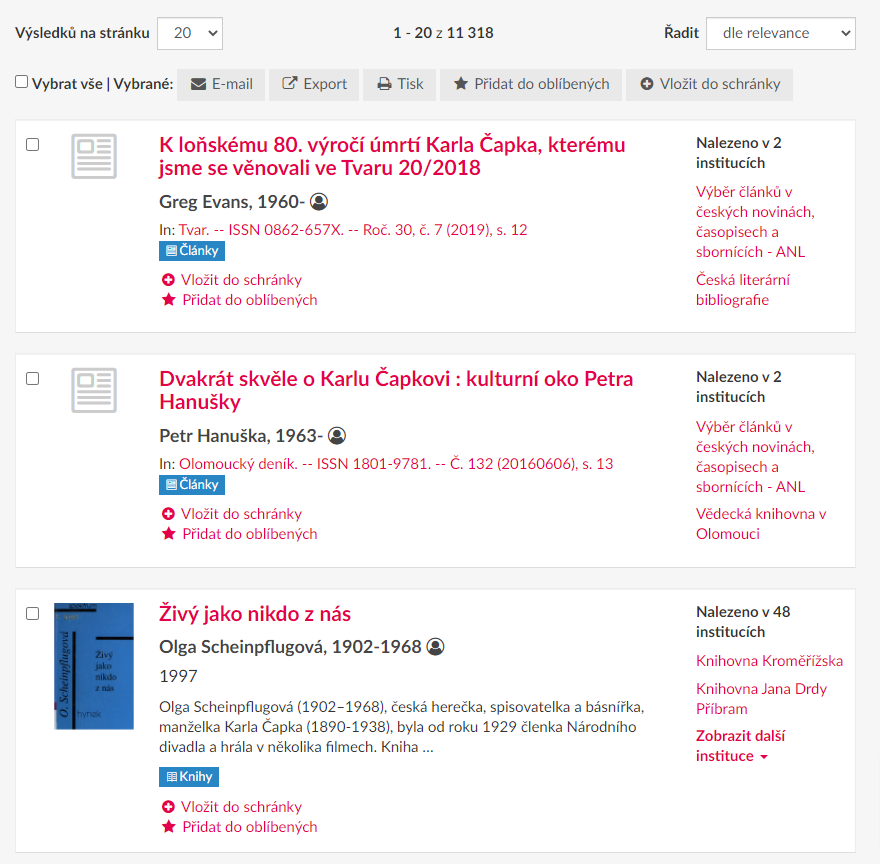 Výsledků na stránku 20 1 - 20 z 11 318 Řadit dle relevance
Vybrat vše | Vybrané: E-mail Export Tisk Přidat do oblíbených Vložit do schránky
K loňskému 80. výročí úmrtí Karla Čapka, kterému
jsme se věnovali ve Tvaru 20/2018
Greg Evans, 1960-
In: Tvar. -- ISSN 0862-657X. -- Roč. 30, č. 7 (2019), s. 12
Články
Vložit do schránky
Přidat do oblíbených
Nalezeno v 2
institucích
Výběr článků v
českých novinách,
časopisech a
sbornících - ANL
Česká literární
bibliografie
Dvakrát skvěle o Karlu Čapkovi : kulturní oko Petra
Hanušky
Petr Hanuška, 1963-
In: Olomoucký deník. -- ISSN 1801-9781. -- Č. 132 (20160606), s. 13
Články
Vložit do schránky
Přidat do oblíbených
Nalezeno v 2
institucích
Výběr článků v
českých novinách,
časopisech a
sbornících - ANL
Vědecká knihovna v
Olomouci
O. Scheinpflugová
Živý
jako
nikdo
z nás
hynek
Živý jako nikdo z nás
Olga Scheinpflugová, 1902-1968
1997
Olga Scheinpflugová (1902–1968), česká herečka, spisovatelka a básnířka,
manželka Karla Čapka (1890-1938), byla od roku 1929 členka Národního
divadla a hrála v několika filmech. Kniha ...
Knihy
Vložit do schránky
Přidat do oblíbených
Nalezeno v 48
institucích
Knihovna Kroměřížska
Knihovna Jana Drdy
Příbram
Zobrazit další
instituce